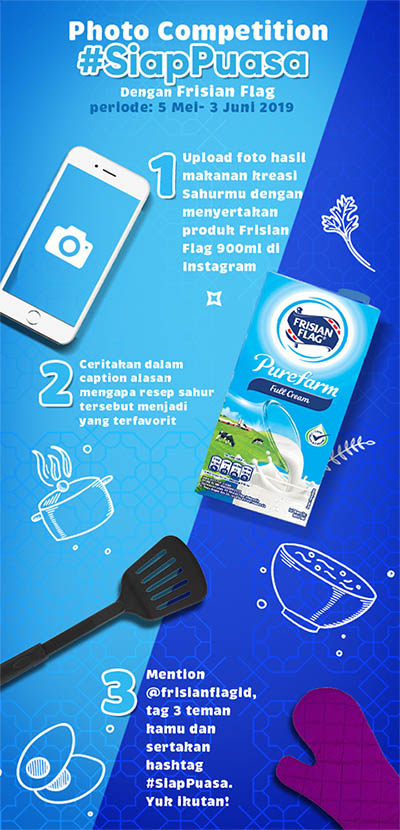 Photo Competition
#SiapPuasa
Dengan Frisian Flag
periode: 5 Mei- 3 Juni 2019
1
Upload foto hasil
makanan kreasi
Sahurmu dengan
menyertakan
produk Frisian
Flag 900ml di
Instagram
FRISIAN
FLAG
Purefarm
Full Cream
2
Ceritakan dalam
caption alasan
mengapa resep sahur
tersebut menjadi
yang terfavorit
3
Mention
@frisianflagid,
tag 3 teman
kamu dan
sertakan
hashtag
#SiapPuasa.
Yuk ikutan!